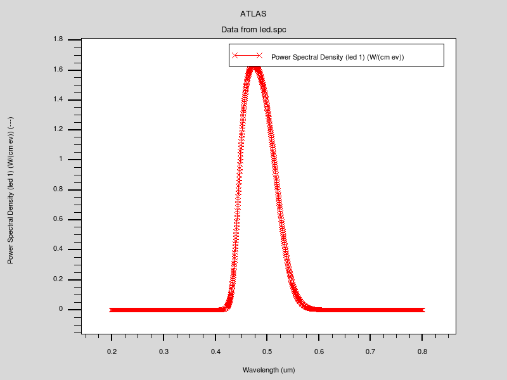 ATLAS
Data from led.spc
Power Spectral Density (led 1) (W/(cm ev))
Power Spectral Density (led 1) (W/(cm ev)) (---)
1.8
1.6
1.4
1.2
1
0.8
0.6
0.4
0.2
0
0.2 0.3 0.4 0.5 0.6 0.7 0.8
Wavelength (um)